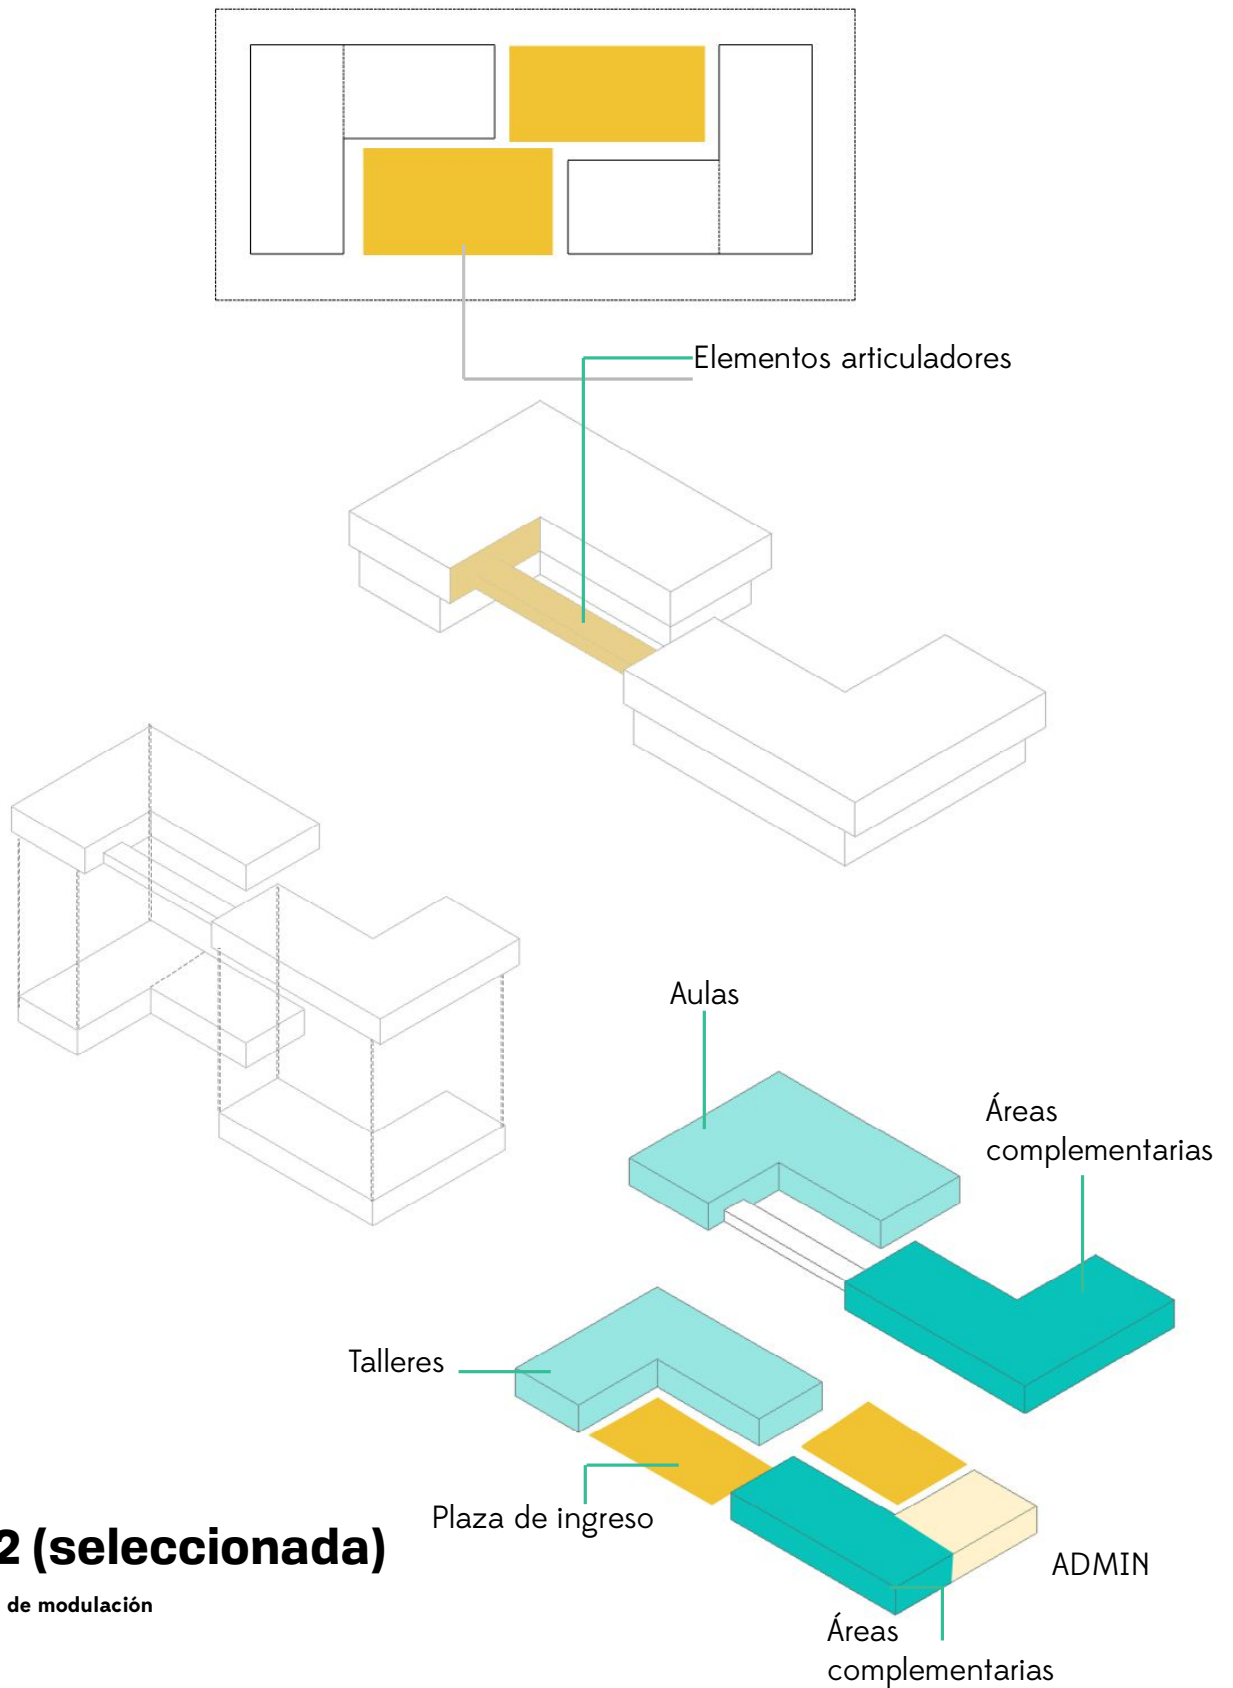 Elementos articuladores
Aulas
Áreas
complementarias
Talleres
Plaza de ingreso
2 (seleccionada)
ADMIN
de modulación
Áreas
complementarias